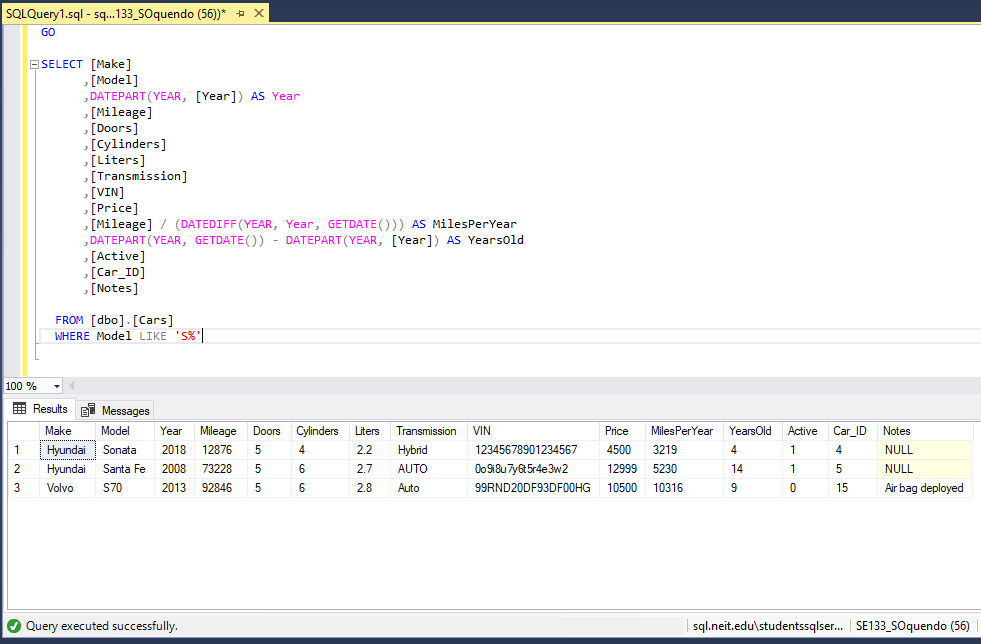 SQLQuery1.sql - sq...133_SOquendo (56))*
GO
SELECT [Make]
,[Model]
,DATEPART(YEAR, [Year]) AS Year
,[Mileage]
,[Doors]
,[Cylinders]
,[Liters]
,[Transmission]
,[VIN]
,[Price]
,[Mileage] / (DATEDIFF(YEAR, Year, GETDATE())) AS MilesPerYear
,DATEPART(YEAR, GETDATE()) - DATEPART(YEAR, [Year]) AS YearsOld
,[Active]
,[Car_ID]
,[Notes]
FROM [dbo].[Cars]
WHERE Model LIKE 'S%'
100 %
Results Messages
Make Model Year Mileage Doors Cylinders Liters Transmission VIN Price MilesPerYear YearsOld Active Car_ID Notes
1 Hyundai Sonata 2018 12876 5 4 2.2 Hybrid 12345678901234567 4500 3219 4 1 4 NULL
2 Hyundai Santa Fe 2008 73228 5 6 2.7 AUTO 0o9i8u7y6t5r4e3w2 12999 5230 14 1 5 NULL
3 Volvo S70 2013 92846 5 6 2.8 Auto 99RND20DF93DF00HG 10500 10316 9 0 15 Air bag deployed
Query executed successfully. sql.neit.edu\studentssqlser... SE133_SOquendo (56)